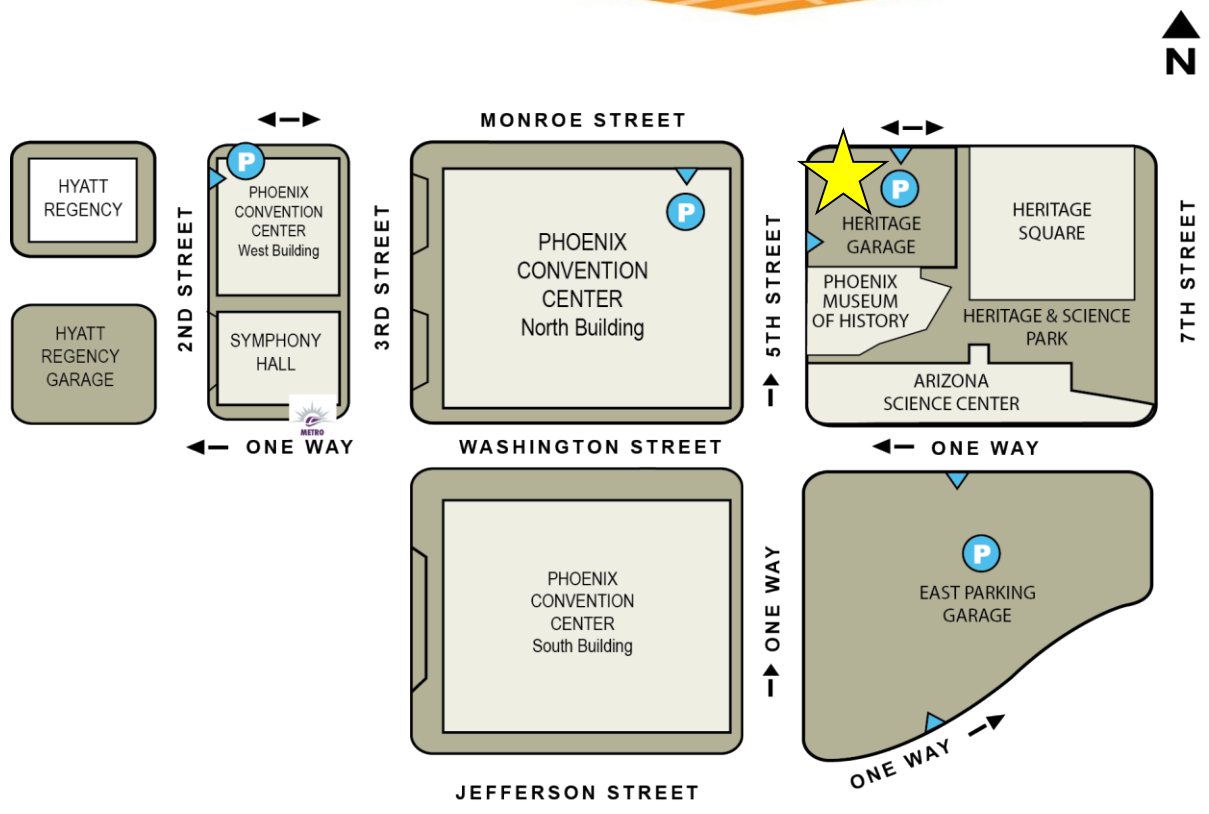 N
MONROE STREET
HYATT
REGENCY
HYATT
REGENCY
GARAGE
2ND STREET
P
PHOENIX
CONVENTION
CENTER
West Building
SYMPHONY
HALL
METRO
3RD STREET
P
PHOENIX
CONVENTION
CENTER
North Building
5TH STREET
P
HERITAGE
GARAGE
PHOENIX
MUSEUM
OF HISTORY
HERITAGE
SQUARE
HERITAGE & SCIENCE
PARK
ARIZONA
SCIENCE CENTER
7TH STREET
ONE WAY
WASHINGTON STREET
ONE WAY
PHOENIX
CONVENTION
CENTER
South Building
ONE WAY
P
EAST PARKING
GARAGE
ONE WAY
JEFFERSON STREET